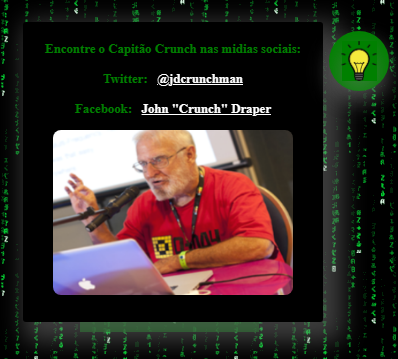 Encontre o Capitão Crunch nas mídias sociais:
Twitter: @jdcrunchman
Facebook: John "Crunch" Draper